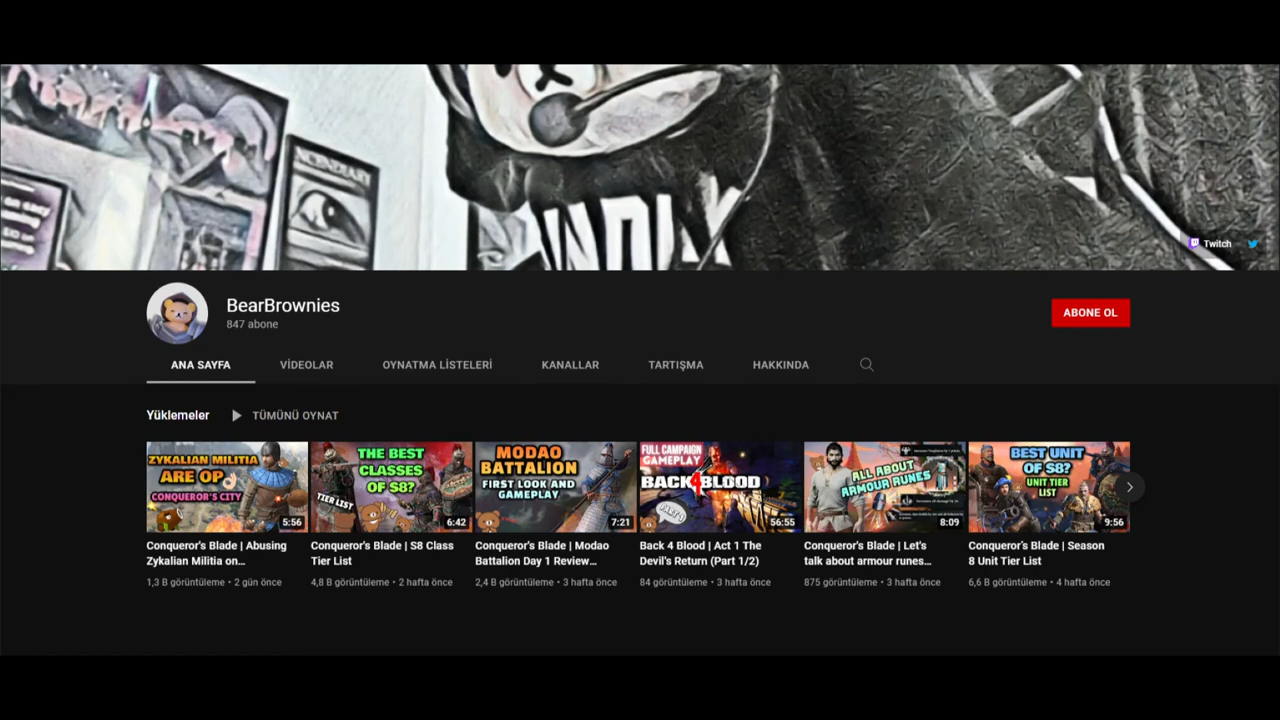 Twitch
BearBrownies
847 abone
ABONE OL
ANA SAYFA
VİDEOLAR
OYNATMA LİSTELERİ
KANALLAR
TARTIŞMA
HAKKINDA
Yüklemeler
TÜMÜNÜ OYNAT
ZYKALIAN MILITIA
ARE OP
CONQUEROR'S CITY
5:56
THE BEST
CLASSES
OF S8?
TIER LIST
6:42
MODAO
BATTALION
FIRST LOOK AND
GAMEPLAY
7:21
FULL CAMPAIGN
GAMEPLAY
BACK 4 BLOOD
PART 1
56:55
ALL ABOUT
ARMOUR RUNES
8:09
BEST UNIT
OF S8?
UNIT TIER
LIST
9:56
Conqueror's Blade | Abusing
Zykalian Militia on...
1,3 B görüntüleme • 2 gün önce
Conqueror's Blade | S8 Class
Tier List
4,8 B görüntüleme • 2 hafta önce
Conqueror's Blade | Modao
Battalion Day 1 Review...
2,4 B görüntüleme • 3 hafta önce
Back 4 Blood | Act 1 The
Devil's Return (Part 1/2)
84 görüntüleme • 3 hafta önce
Conqueror's Blade | Let's
talk about armour runes...
875 görüntüleme • 3 hafta önce
Conqueror's Blade | Season
8 Unit Tier List
6,6 B görüntüleme • 4 hafta önce